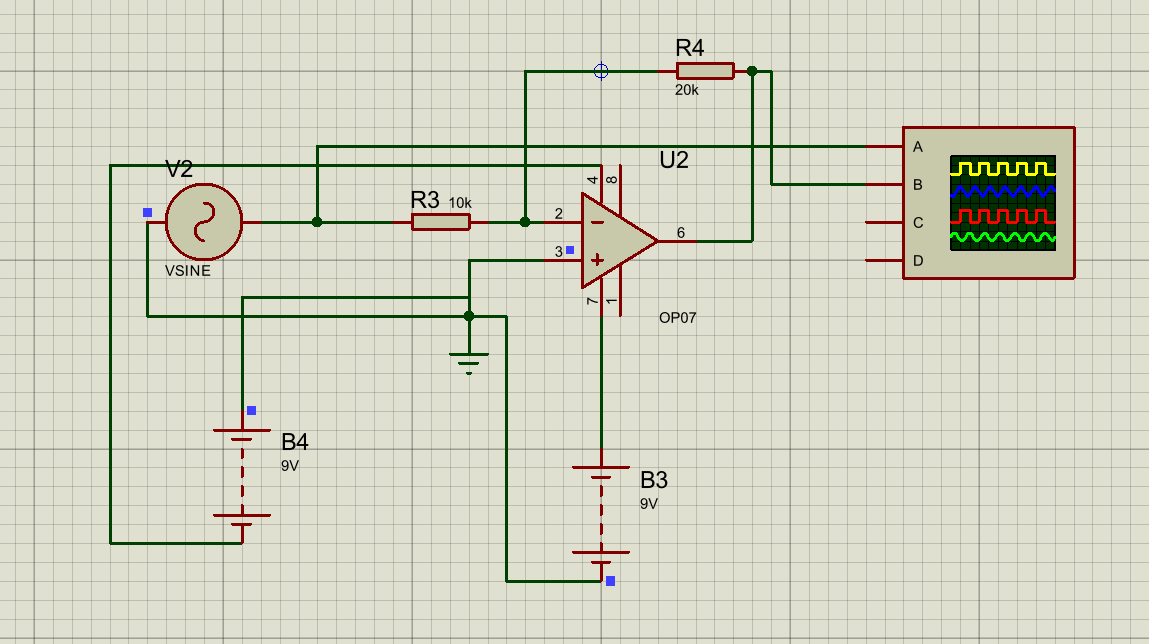 R4
20k
V2
VSINE
R3 10k
U2
4
8
2
3
6
7
1
OP07
A
B
C
D
B4
9V
B3
9V